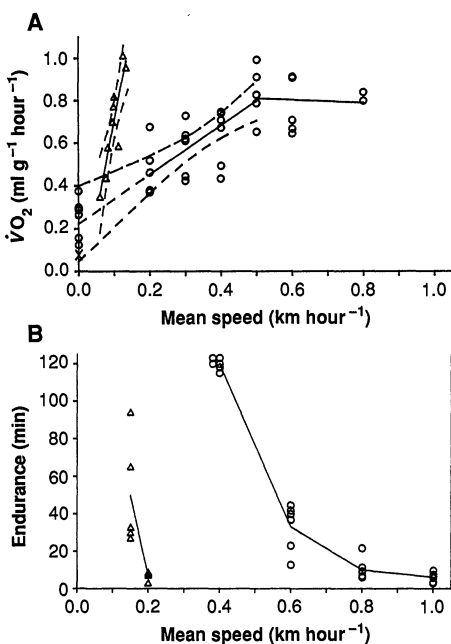 A
1.0
0.8
0.6
0.4
0.2
0.0
V̇O₂ (ml g⁻¹ hour⁻¹)
0.0 0.2 0.4 0.6 0.8 1.0
Mean speed (km hour⁻¹)
B
120
100
80
60
40
20
0
Endurance (min)
0.0 0.2 0.4 0.6 0.8 1.0
Mean speed (km hour⁻¹)